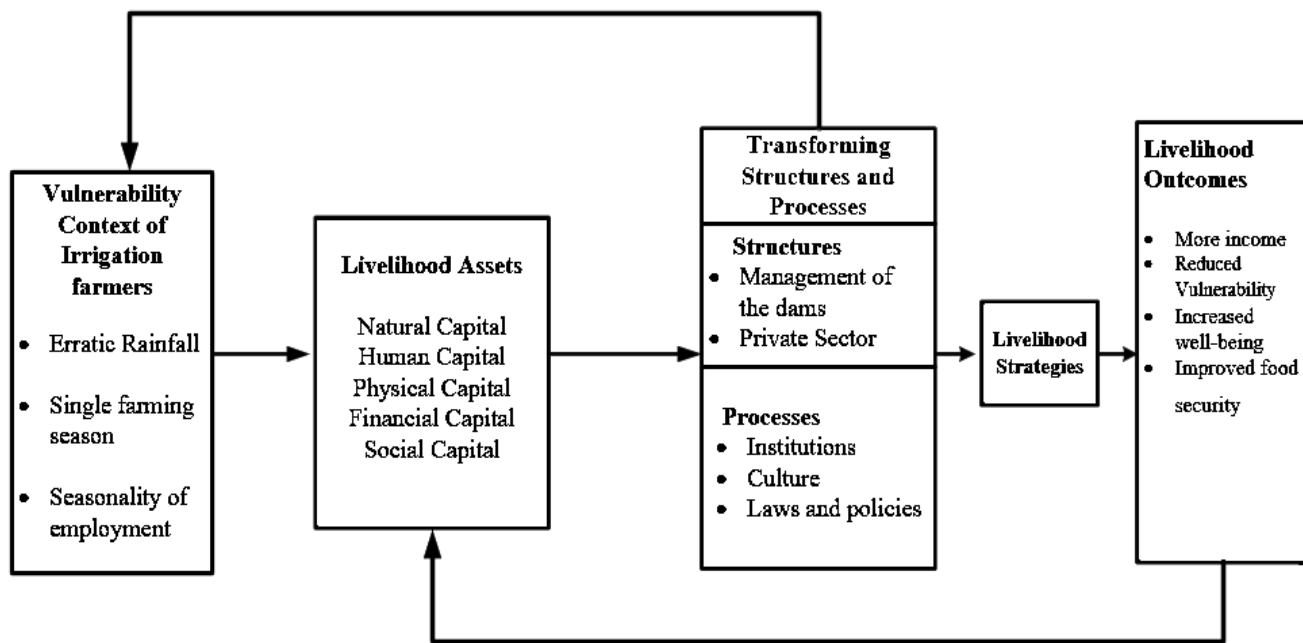 Vulnerability
Context of
Irrigation
farmers
• Erratic Rainfall
• Single farming
season
• Seasonality of
employment
Livelihood Assets
Natural Capital
Human Capital
Physical Capital
Financial Capital
Social Capital
Transforming
Structures and
Processes
Structures
• Management of
the dams
• Private Sector
Processes
• Institutions
• Culture
• Laws and policies
Livelihood
Strategies
Livelihood
Outcomes
• More income
• Reduced
Vulnerability
• Increased
well-being
• Improved food
security